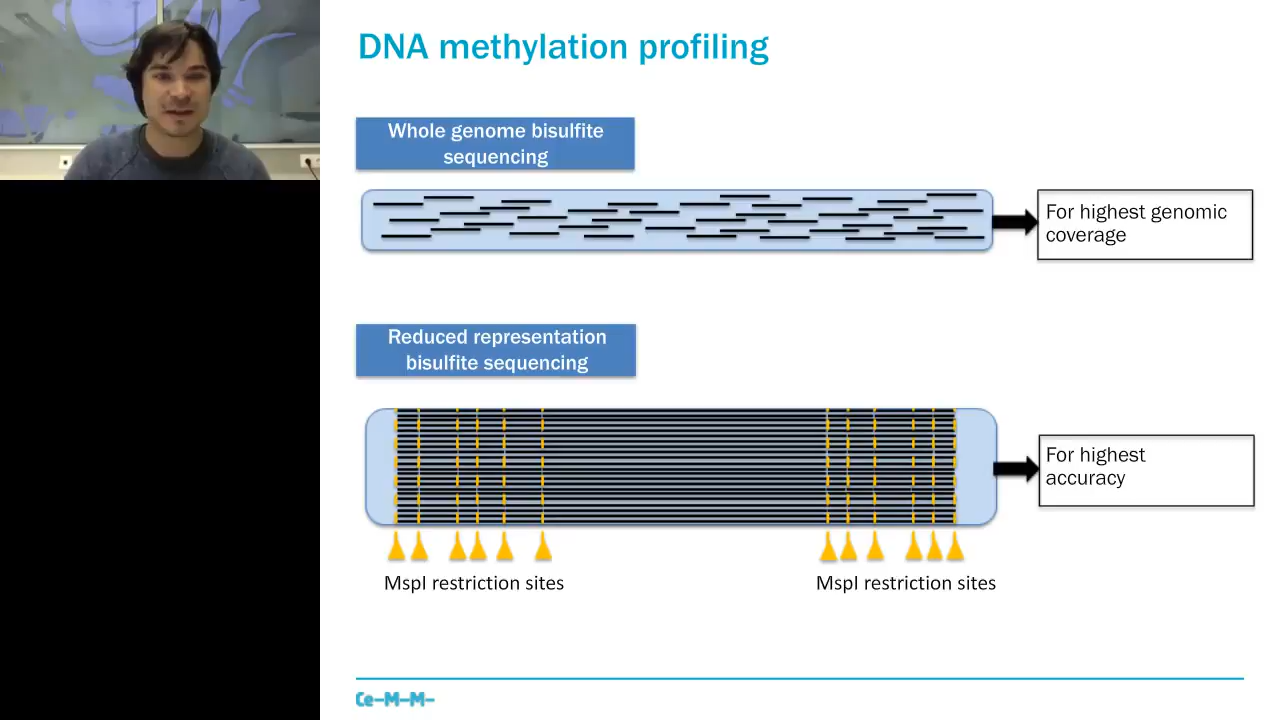 DNA methylation profiling
Whole genome bisulfite
sequencing
For highest genomic
coverage
Reduced representation
bisulfite sequencing
For highest
accuracy
MspI restriction sites
MspI restriction sites
Ce–M–M–